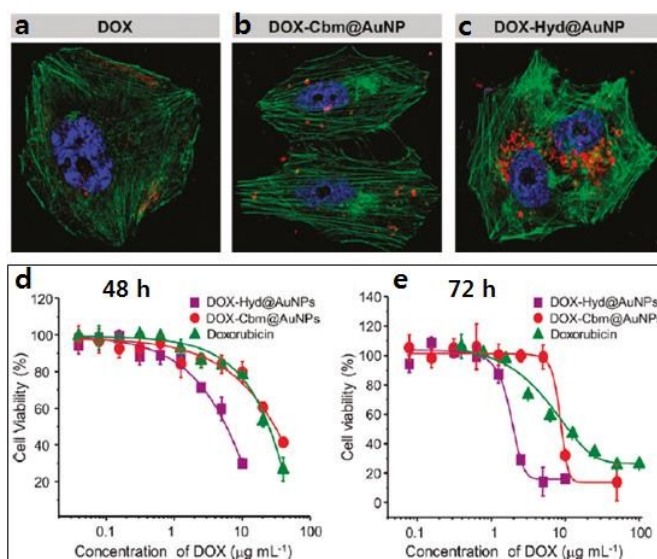 a DOX
b DOX-Cbm@AuNP
c DOX-Hyd@AuNP
d 48 h
DOX-Hyd@AuNPs
DOX-Cbm@AuNPs
Doxorubicin
120
100
80
60
40
20
Cell Viability (%)
0.1 1 10 100
Concentration of DOX (µg mL⁻¹)
e 72 h
DOX-Hyd@AuNPs
DOX-Cbm@AuNPs
Doxorubicin
140
120
100
80
60
40
20
0
Cell Viability (%)
0.1 1 10 100
Concentration of DOX (µg mL⁻¹)